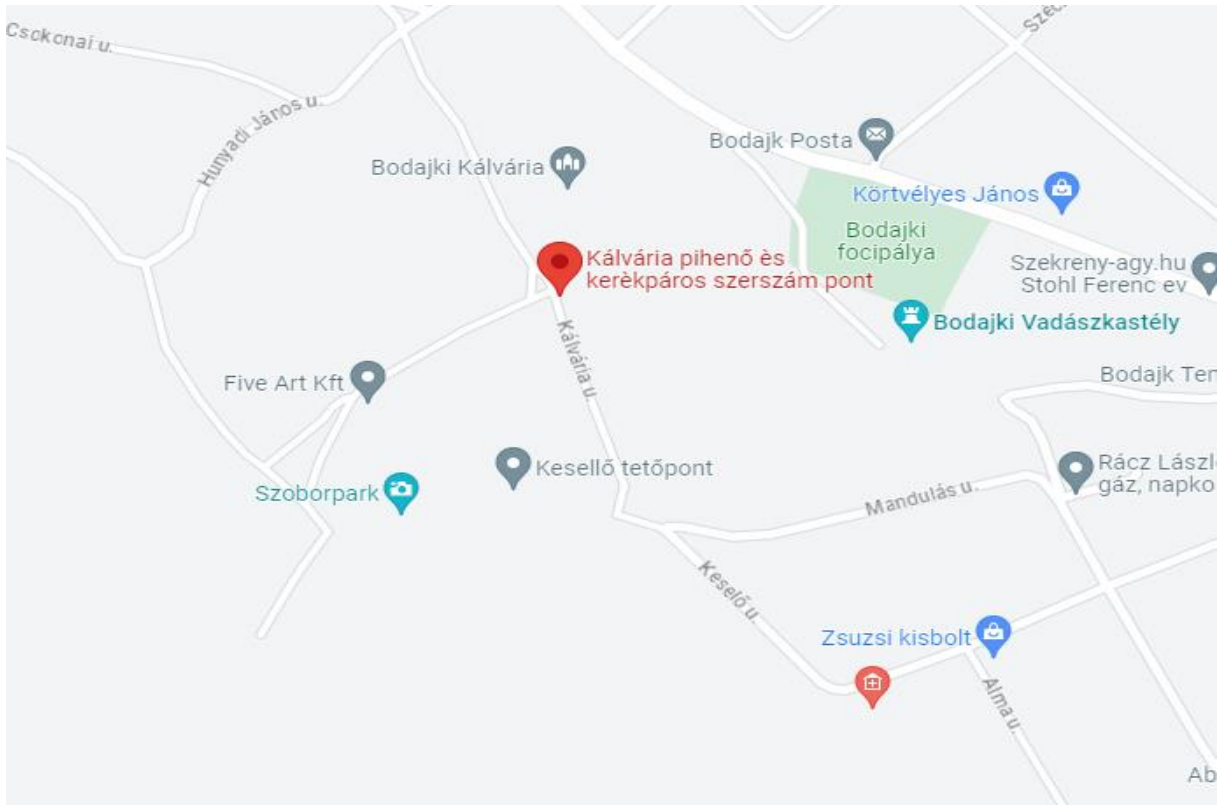 Csokonai u.
Széc
Hunyadi János u.
Bodajk Posta
Bodajki Kálvária
Körtvélyes János
Bodajki
focipálya
Kálvária pihenő ès
kerèkpáros szerszám pont
Szekreny-agy.hu
Stohl Ferenc ev
Bodajki Vadászkastély
Kálvária u.
Five Art Kft
Bodajk Ten
Kesellő tetőpont
Rácz Lászl
gáz, napko
Szoborpark
Mandulás u.
Keselő u.
Zsuzsi kisbolt
Alma u.
Ab